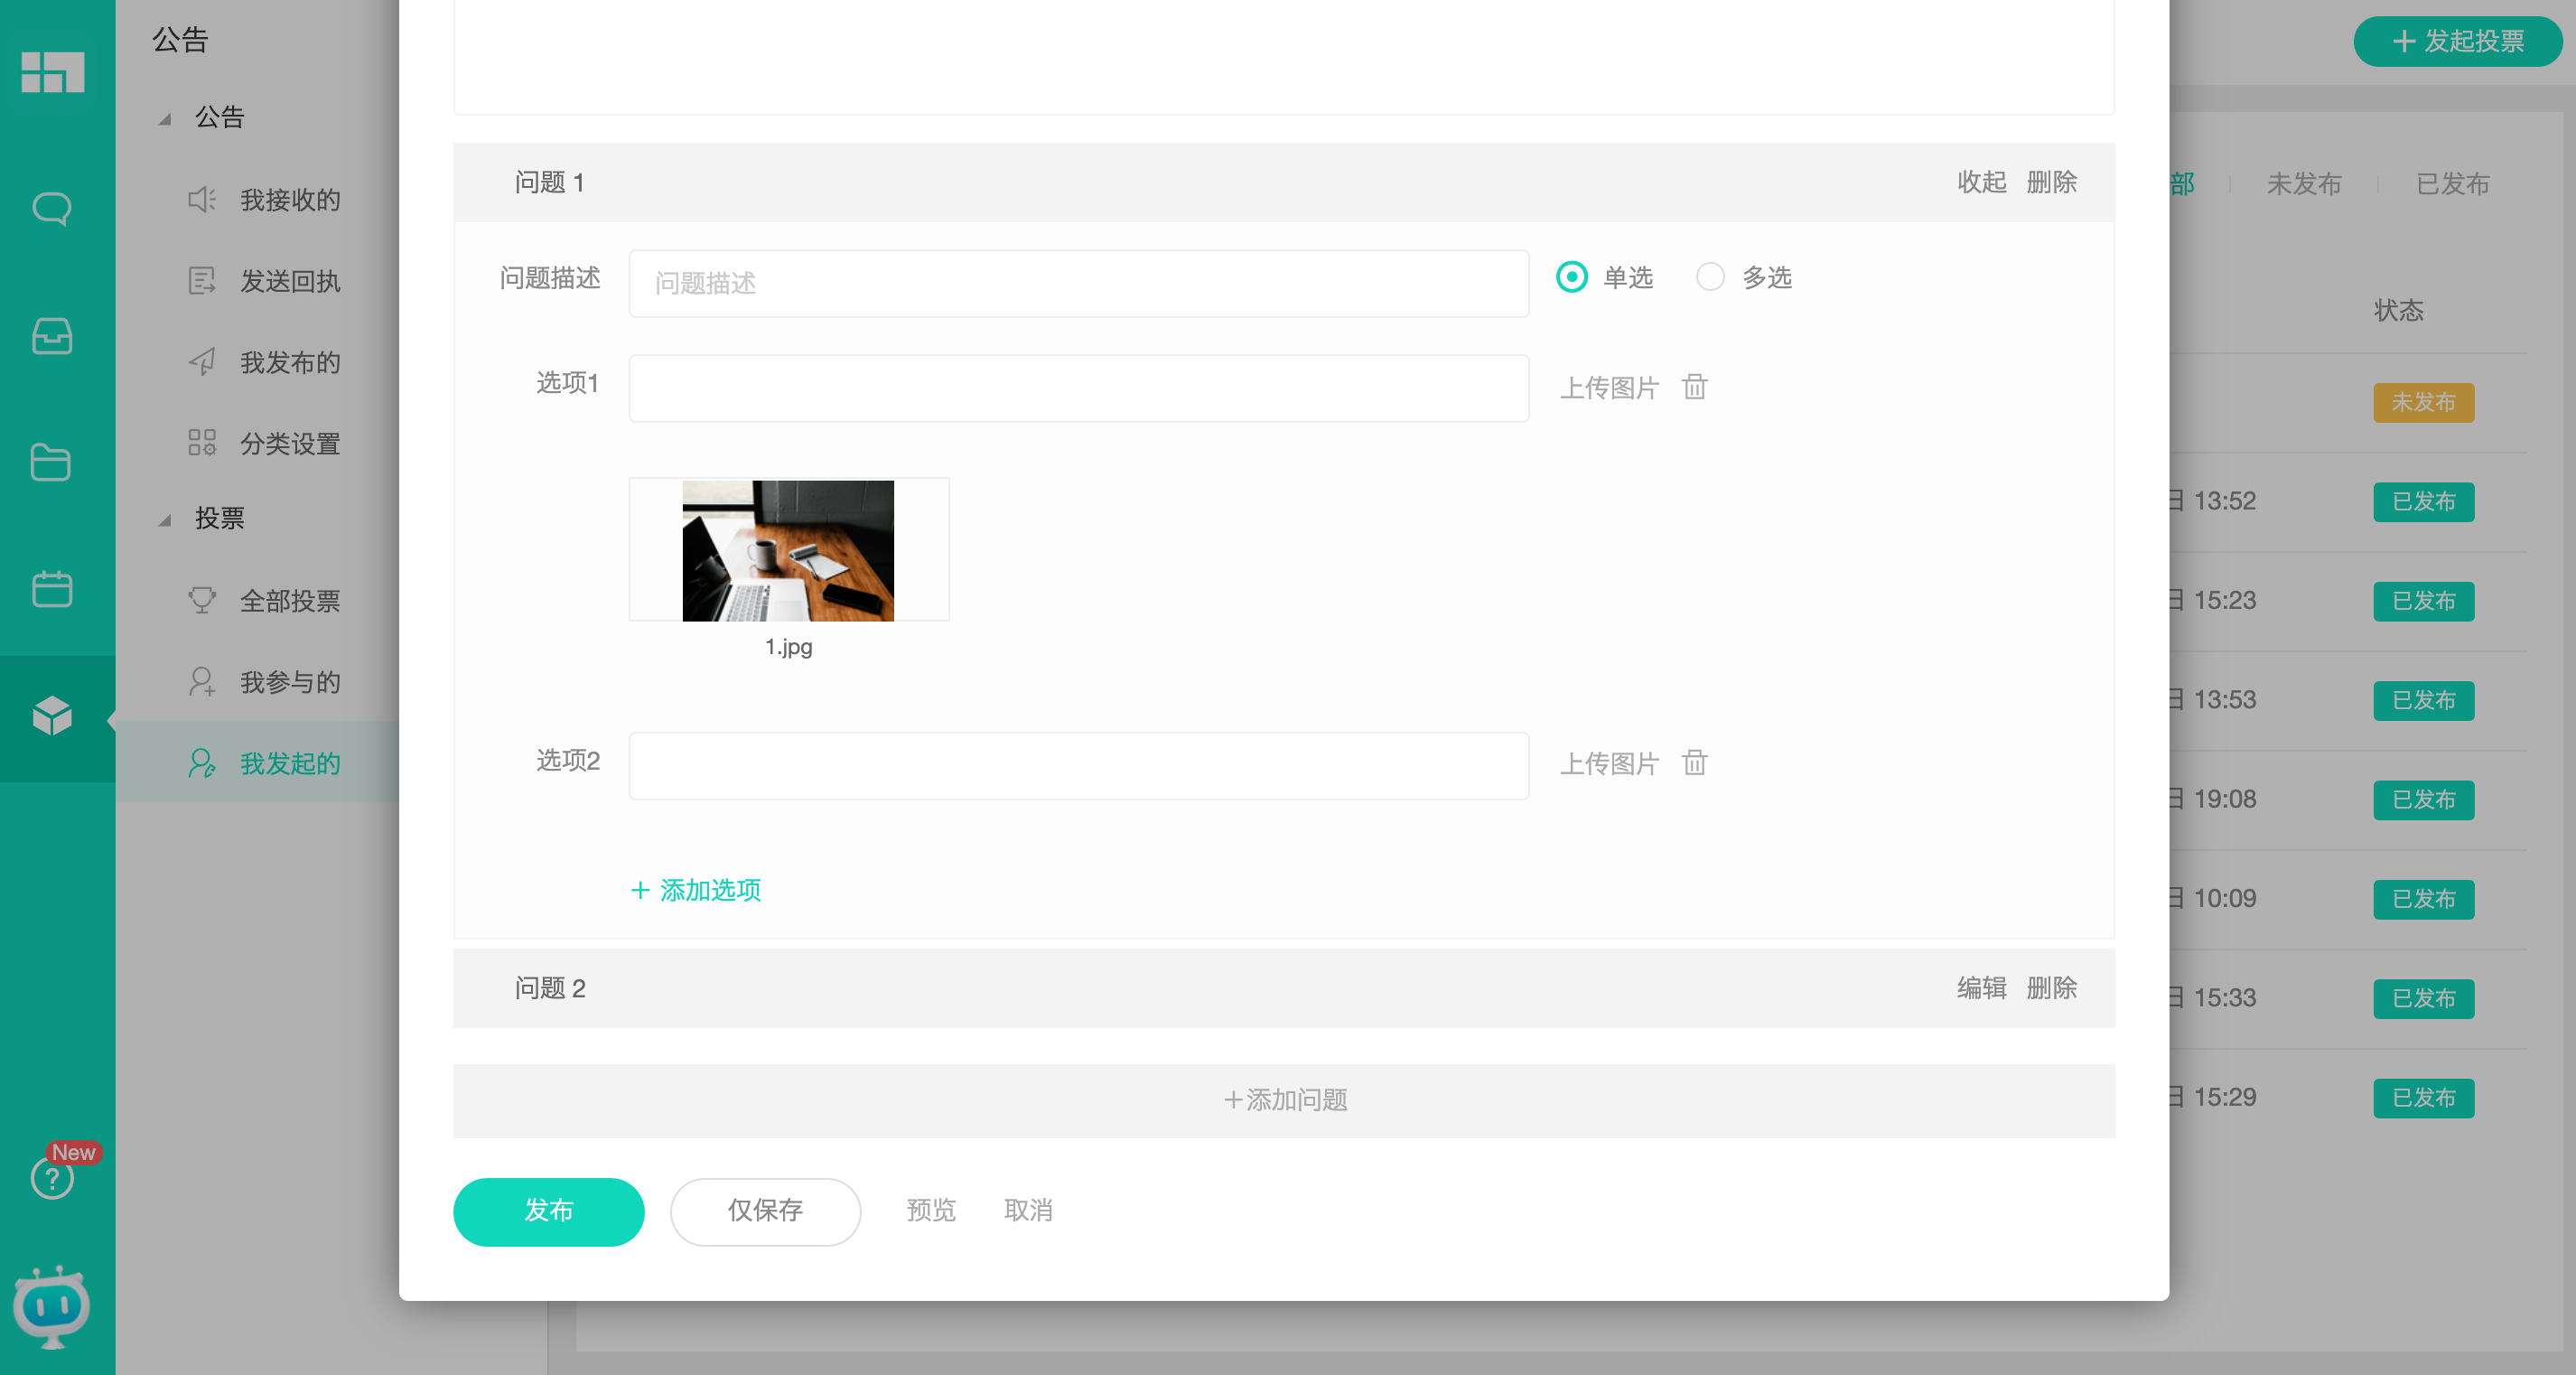 公告
公告
我接收的
发送回执
我发布的
分类设置
投票
全部投票
我参与的
我发起的
New
?
问题 1
收起 删除
问题描述
问题描述
单选 多选
选项1
上传图片
1.jpg
选项2
上传图片
+ 添加选项
问题 2
编辑 删除
+添加问题
发布
仅保存
预览
取消
+ 发起投票
部
未发布
已发布
状态
未发布
日 13:52 已发布
日 15:23 已发布
日 13:53 已发布
日 19:08 已发布
日 10:09 已发布
日 15:33 已发布
日 15:29 已发布